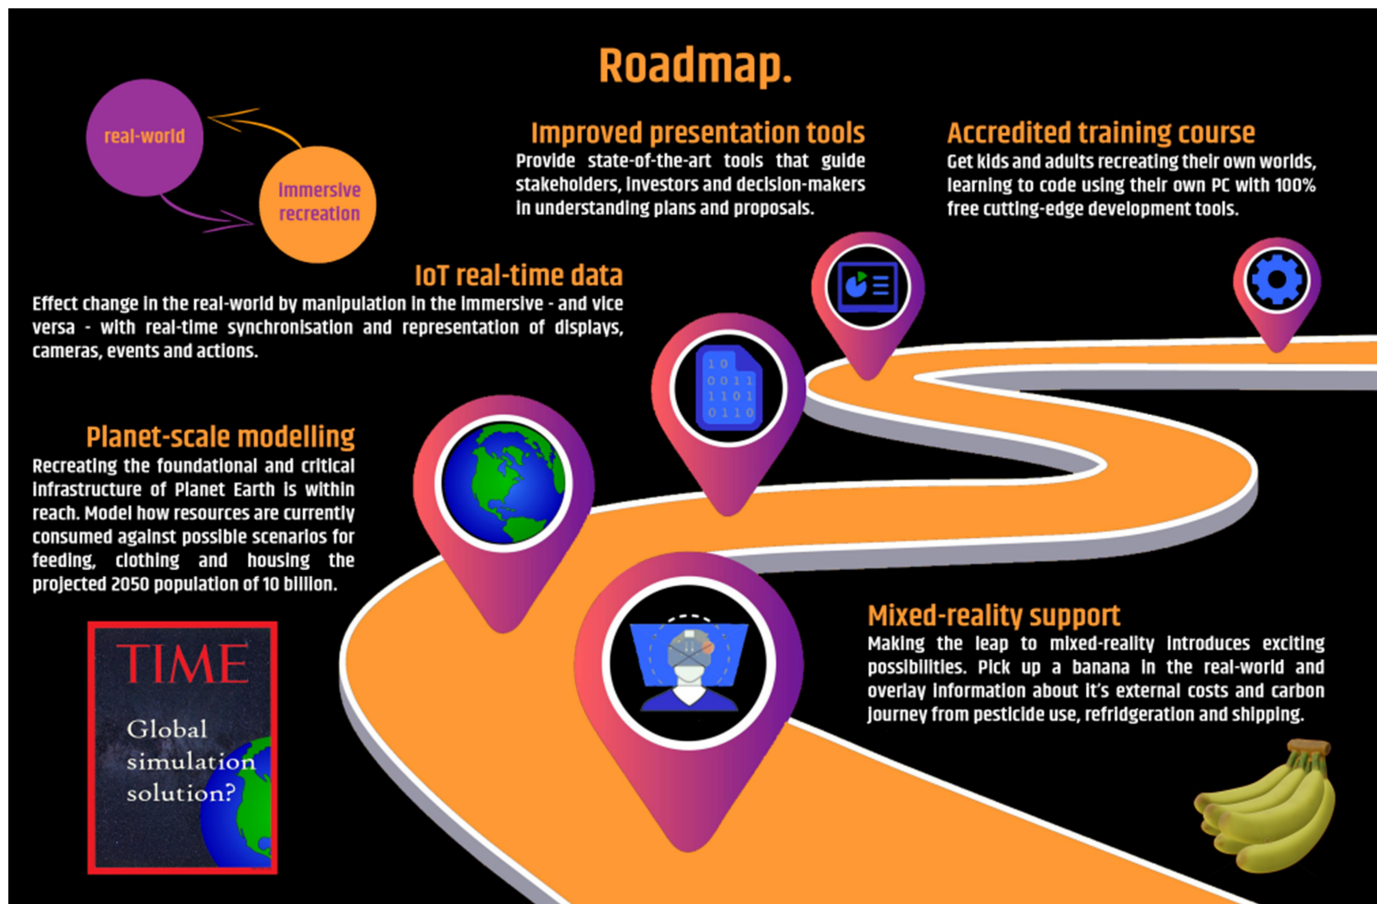 Roadmap.
real-world
immersive
recreation
Improved presentation tools
Provide state-of-the-art tools that guide
stakeholders, investors and decision-makers
in understanding plans and proposals.
Accredited training course
Get kids and adults recreating their own worlds,
learning to code using their own PC with 100%
free cutting-edge development tools.
IoT real-time data
Effect change in the real-world by manipulation in the immersive - and vice
versa - with real-time synchronisation and representation of displays,
cameras, events and actions.
10
0011
1101
0110
Planet-scale modelling
Recreating the foundational and critical
infrastructure of Planet Earth is within
reach. Model how resources are currently
consumed against possible scenarios for
feeding, clothing and housing the
projected 2050 population of 10 billion.
TIME
Global
simulation
solution?
Mixed-reality support
Making the leap to mixed-reality introduces exciting
possibilities. Pick up a banana in the real-world and
overlay information about it's external costs and carbon
journey from pesticide use, refridgeration and shipping.